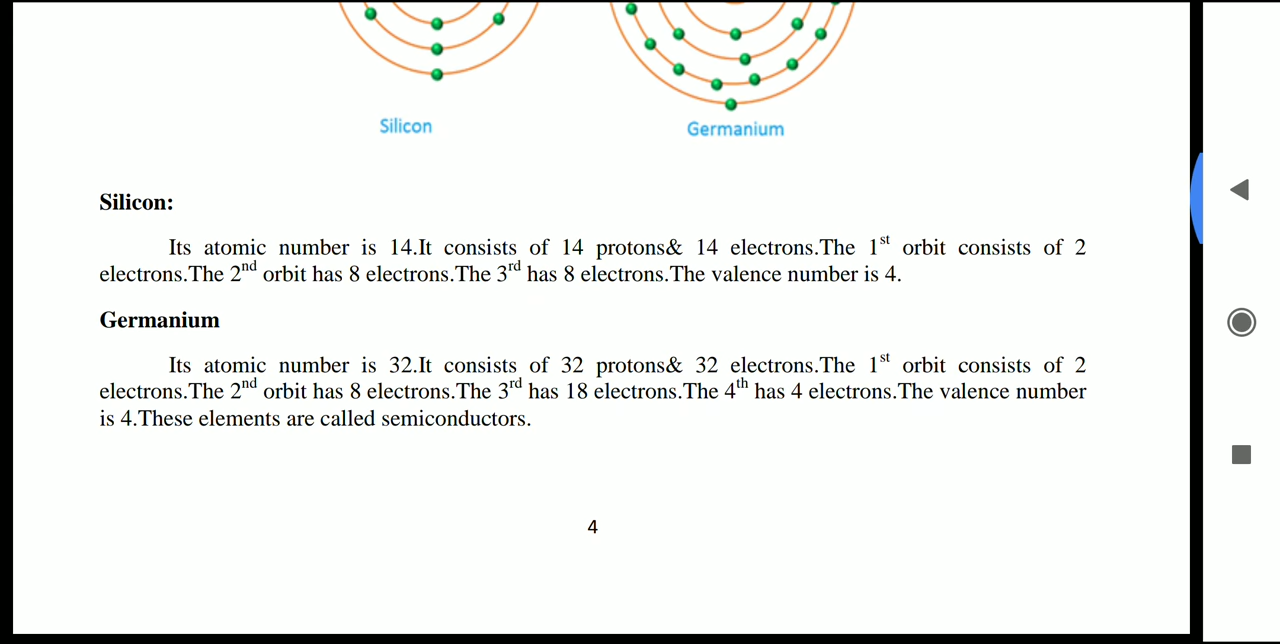 Silicon Germanium
Silicon:
Its atomic number is 14.It consists of 14 protons& 14 electrons.The 1st orbit consists of 2
electrons.The 2nd orbit has 8 electrons.The 3rd has 8 electrons.The valence number is 4.
Germanium
Its atomic number is 32.It consists of 32 protons& 32 electrons.The 1st orbit consists of 2
electrons.The 2nd orbit has 8 electrons.The 3rd has 18 electrons.The 4th has 4 electrons.The valence number
is 4.These elements are called semiconductors.
4